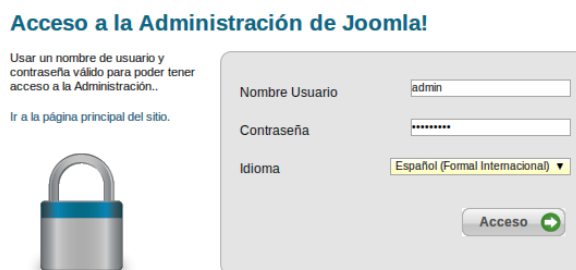 Acceso a la Administración de Joomla!
Usar un nombre de usuario y
contraseña válido para poder tener
acceso a la Administración..
Ir a la página principal del sitio.
Nombre Usuario
admin
Contraseña
•••••••••
Idioma
Español (Formal Internacional) ▼
Acceso